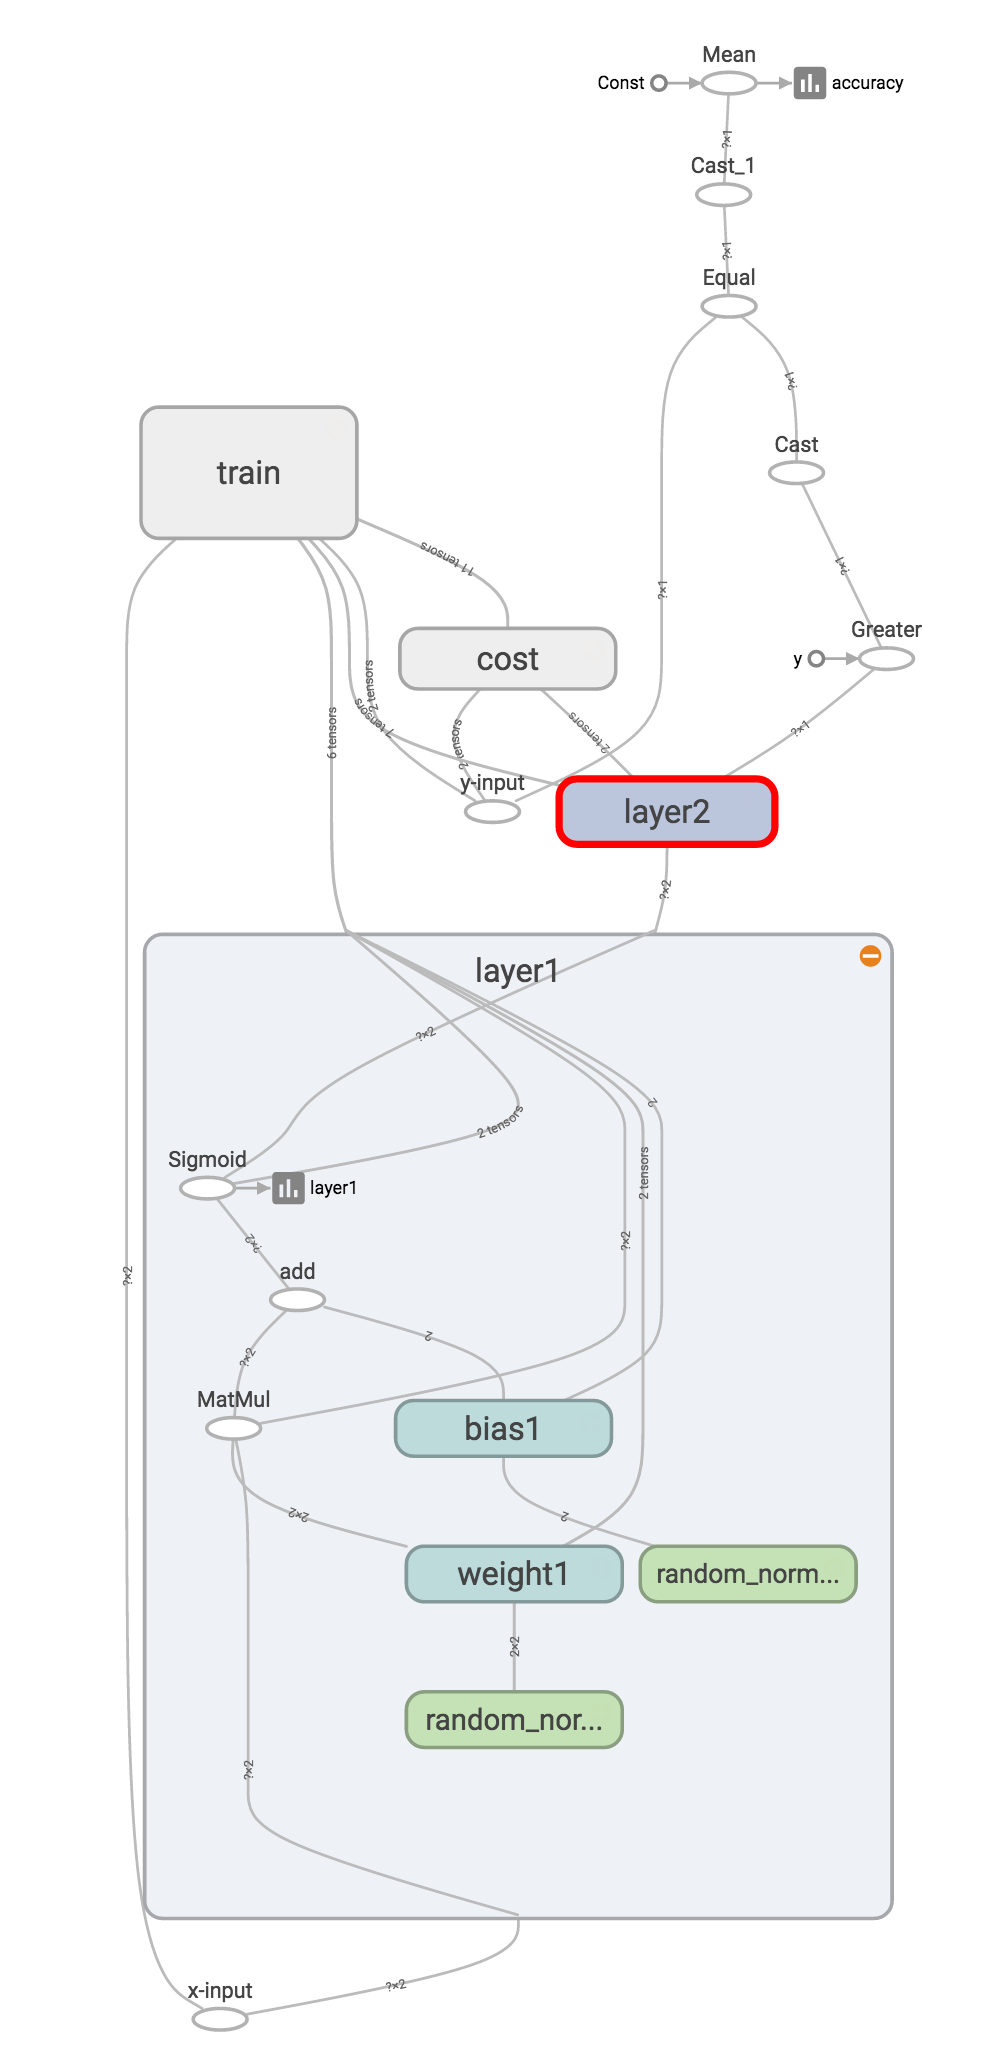 Mean
Const
accuracy
?×1
Cast_1
?×1
Equal
?×1
Cast
train
11 tensors
?×1
?×1
Greater
cost
y
2 tensors
7 tensors
6 tensors
2 tensors
2 tensors
?×1
y-input
layer2
?×2
layer1
?×2
2
2 tensors
Sigmoid
layer1
2 tensors
?×2
?×2
add
?×2
2
?×2
MatMul
bias1
2×2
2
weight1
random_norm...
2×2
random_nor...
?×2
x-input
?×2